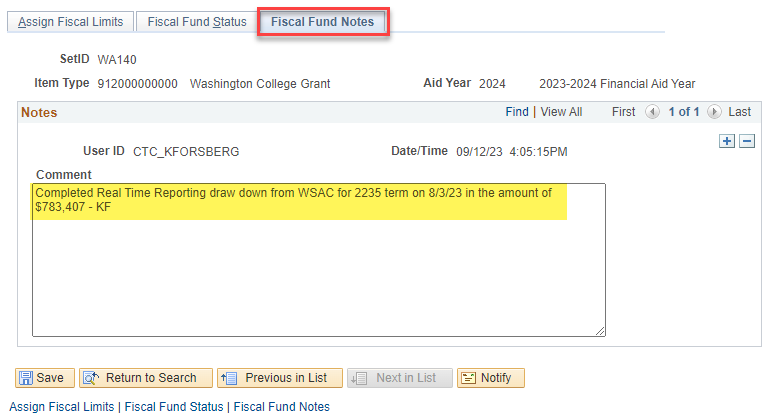 Assign Fiscal Limits Fiscal Fund Status Fiscal Fund Notes
SetID WA140
Item Type 912000000000 Washington College Grant Aid Year 2024 2023-2024 Financial Aid Year
Notes Find | View All First 1 of 1 Last
User ID CTC_KFORSBERG Date/Time 09/12/23 4:05:15PM
Comment
Completed Real Time Reporting draw down from WSAC for 2235 term on 8/3/23 in the amount of
$783,407 - KF
Save Return to Search Previous in List Next in List Notify
Assign Fiscal Limits | Fiscal Fund Status | Fiscal Fund Notes